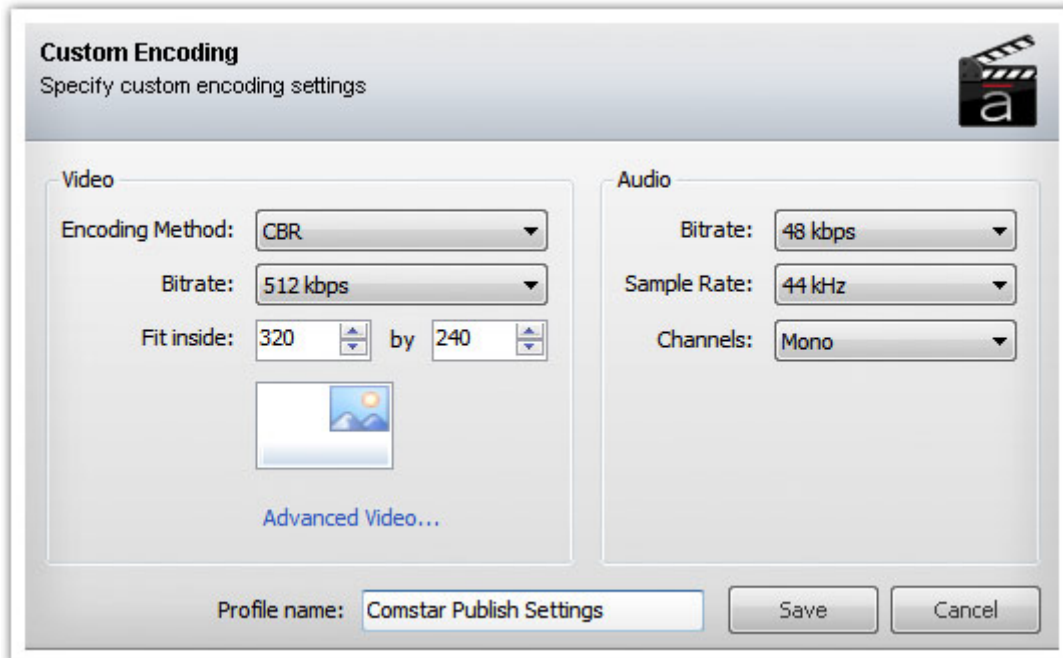 Custom Encoding
Specify custom encoding settings
a
Video
Encoding Method: CBR
Bitrate: 512 kbps
Fit inside: 320 by 240
Advanced Video...
Audio
Bitrate: 48 kbps
Sample Rate: 44 kHz
Channels: Mono
Profile name: Comstar Publish Settings Save Cancel